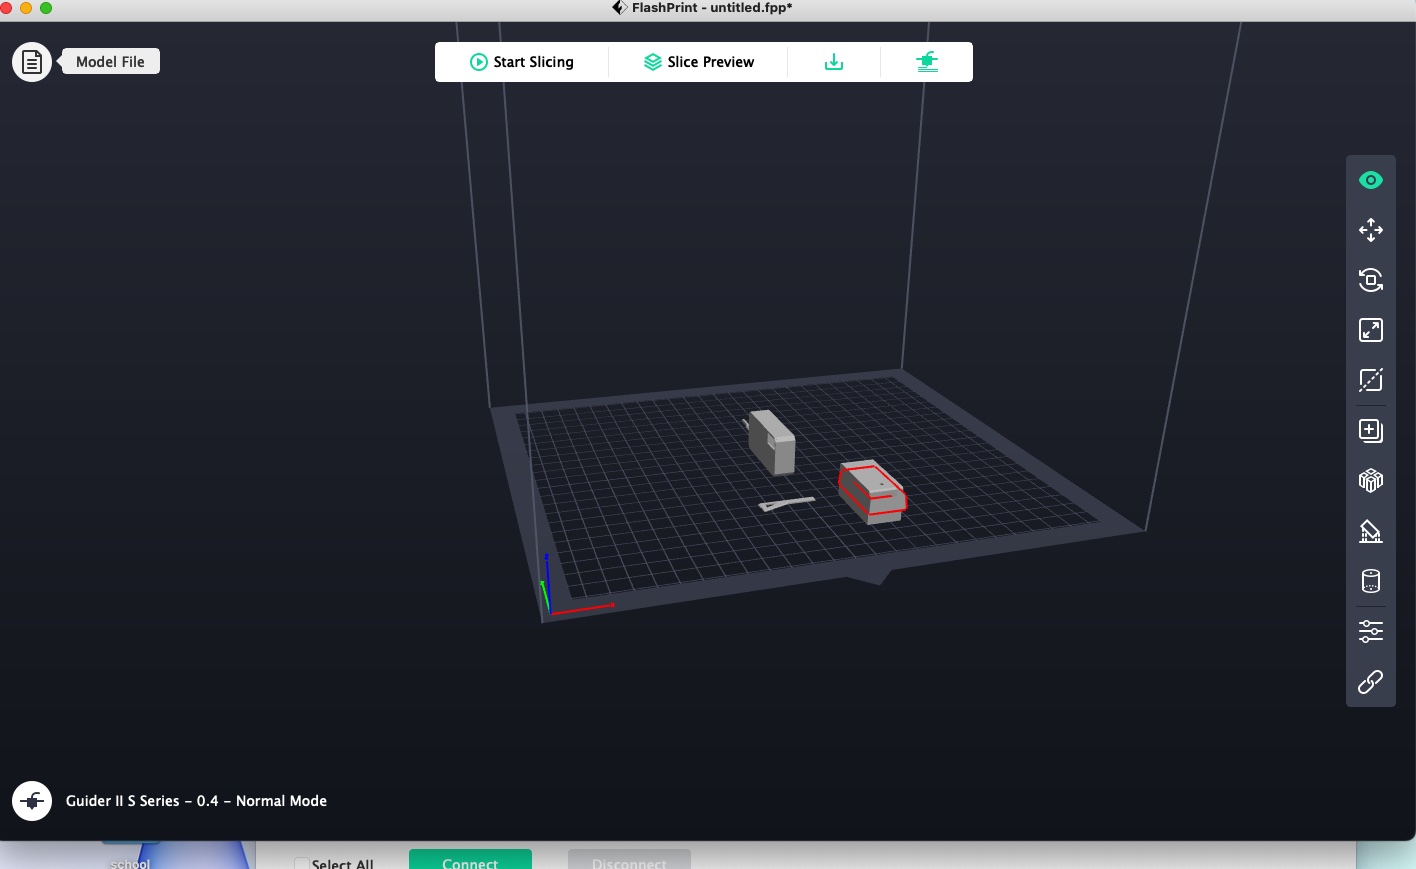 FlashPrint - untitled.fpp*
Model File
Start Slicing
Slice Preview
Guider II S Series - 0.4 - Normal Mode
school
Select All
Connect
Disconnect